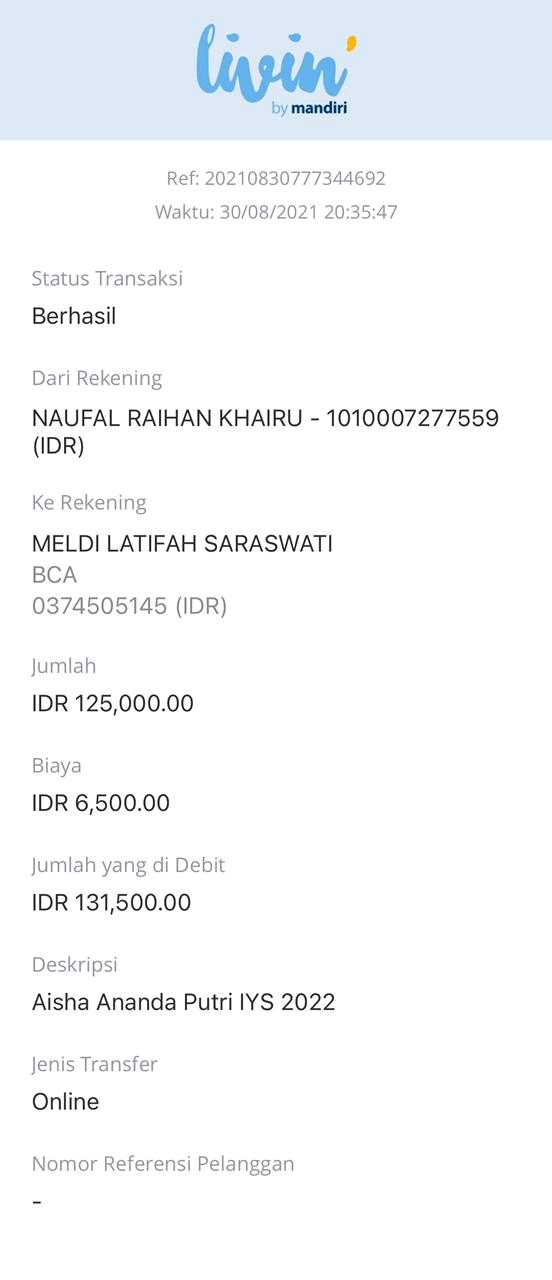 livin'
by mandiri
Ref: 20210830777344692
Waktu: 30/08/2021 20:35:47
Status Transaksi
Berhasil
Dari Rekening
NAUFAL RAIHAN KHAIRU - 1010007277559
(IDR)
Ke Rekening
MELDI LATIFAH SARASWATI
BCA
0374505145 (IDR)
Jumlah
IDR 125,000.00
Biaya
IDR 6,500.00
Jumlah yang di Debit
IDR 131,500.00
Deskripsi
Aisha Ananda Putri IYS 2022
Jenis Transfer
Online
Nomor Referensi Pelanggan
-